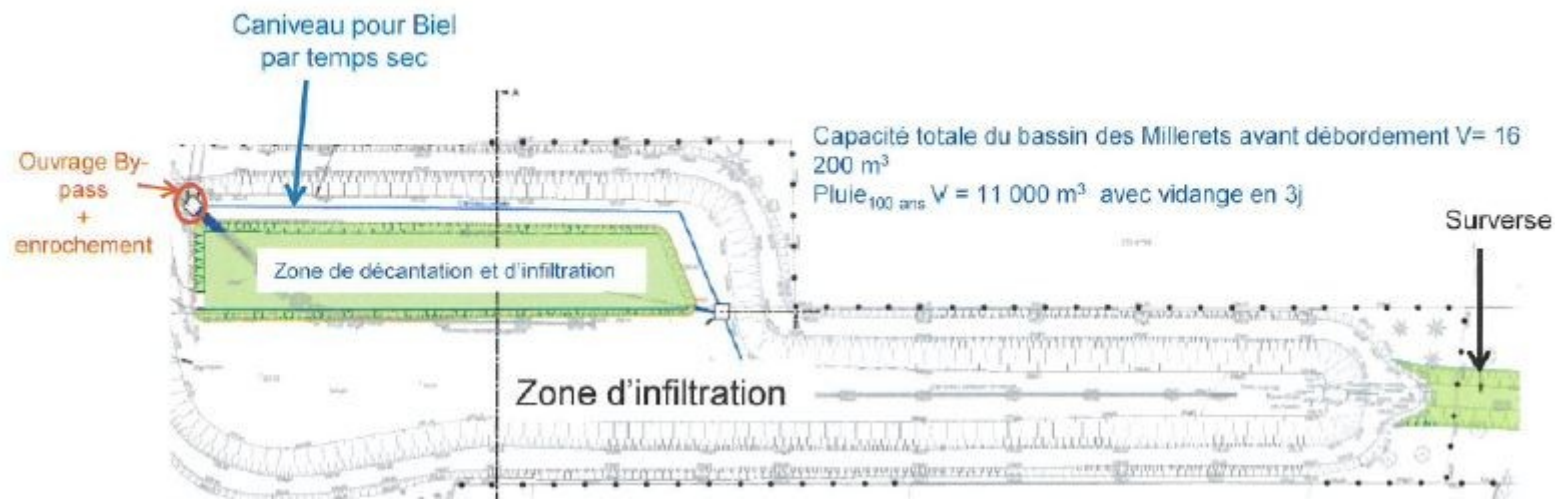 Caniveau pour Biel
par temps sec
A
Ouvrage By-
pass
+
enrochement
Capacité totale du bassin des Millerets avant débordement V= 16
200 m³
Pluie₁₀₀ ₐₙₛ V = 11 000 m³ avec vidange en 3j
Surverse
Zone de décantation et d'infiltration
Zone d'infiltration